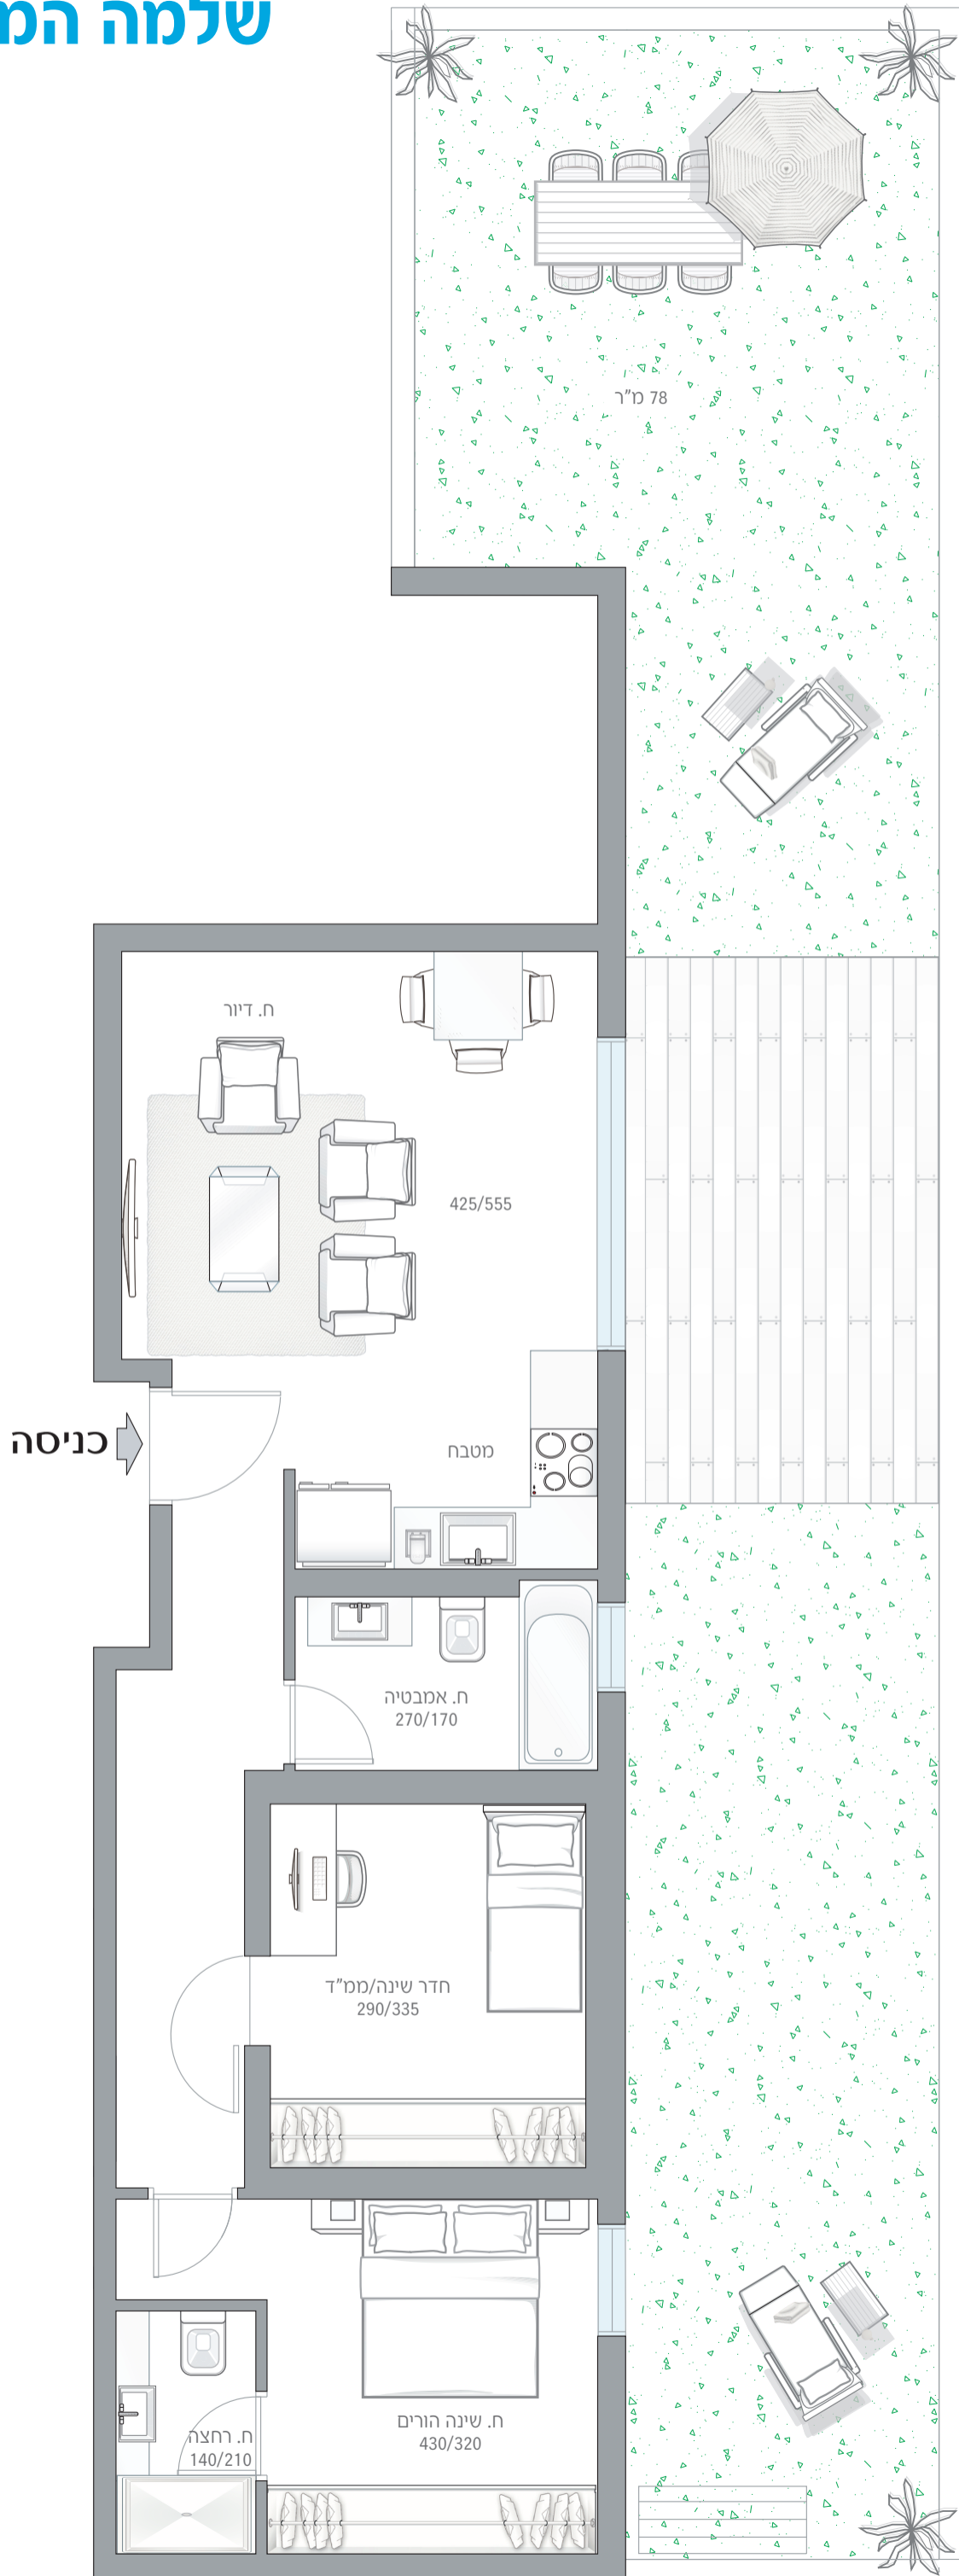 שלמה
78 מ"ר
ח. דיור
425/555
כניסה
מטבח
ח. אמבטיה
270/170
חדר שינה/ממ"ד
290/335
ח. שינה הורים
430/320
ח. רחצה
140/210